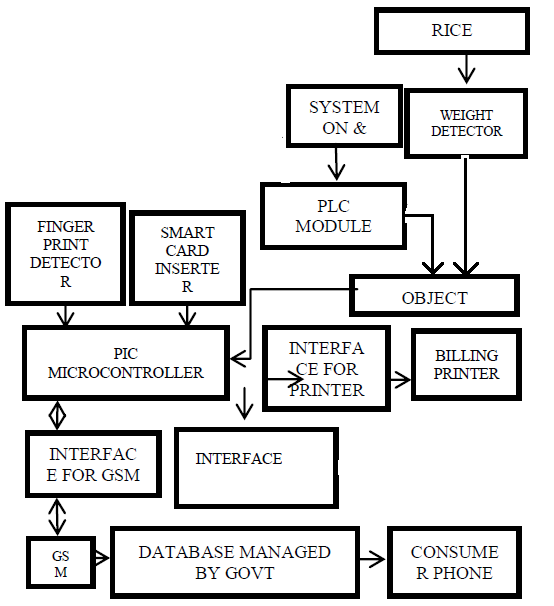 RICE
SYSTEM
ON &
WEIGHT
DETECTOR
PLC
MODULE
FINGER
PRINT
DETECTO
R
SMART
CARD
INSERTE
R
OBJECT
PIC
MICROCONTROLLER
INTERFA
CE FOR
PRINTER
BILLING
PRINTER
INTERFAC
E FOR GSM
INTERFACE
GS
M
DATABASE MANAGED
BY GOVT
CONSUME
R PHONE